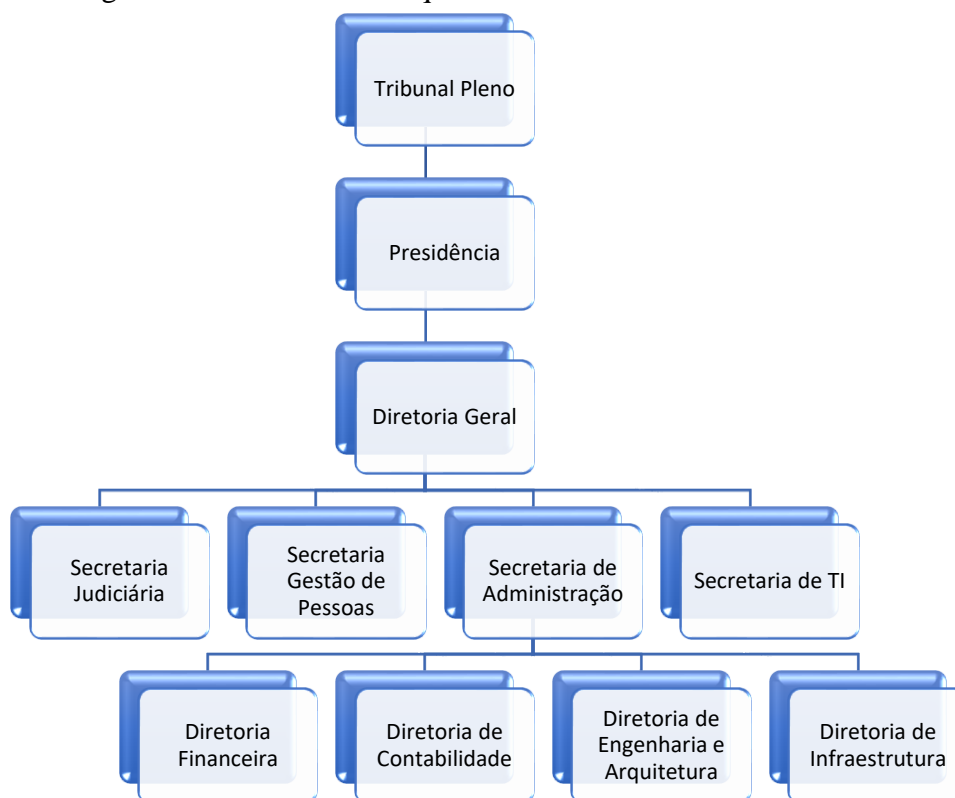 Tribunal Pleno
Presidência
Diretoria Geral
Secretaria
Judiciária
Secretaria
Gestão de
Pessoas
Secretaria de
Administração
Secretaria de TI
Diretoria
Financeira
Diretoria de
Contabilidade
Diretoria de
Engenharia e
Arquitetura
Diretoria de
Infraestrutura